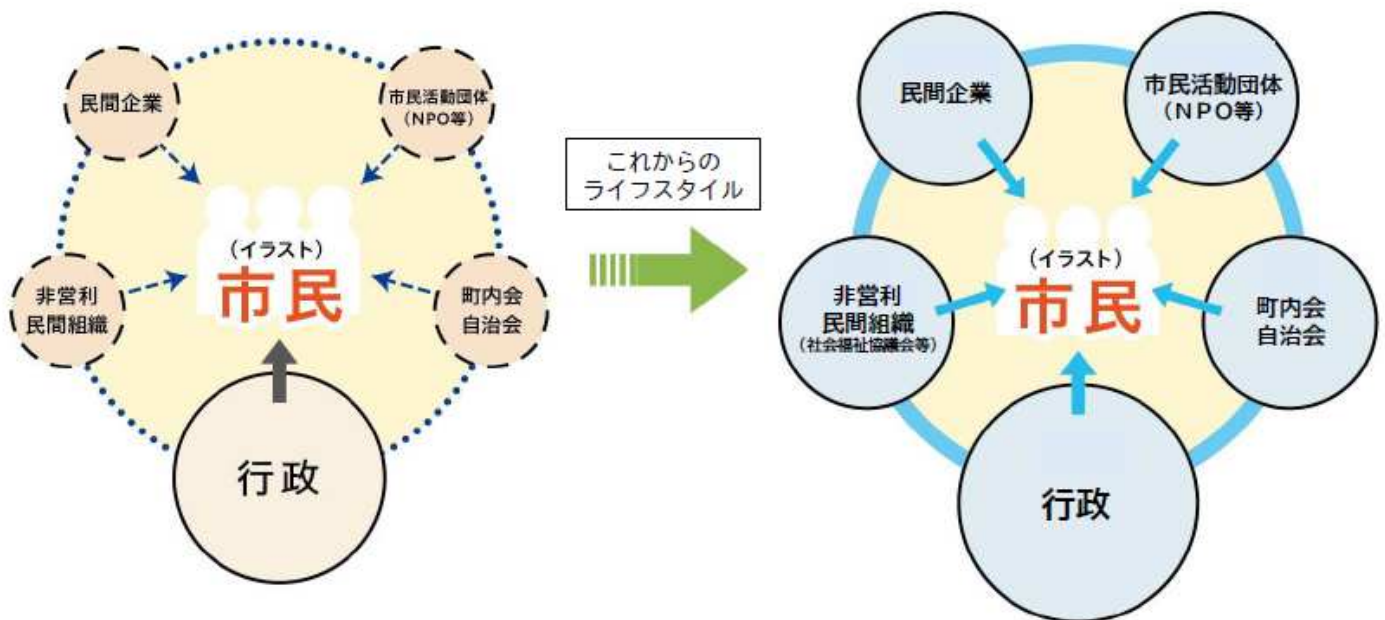 民間企業
市民活動団体
（NPO等）
（イラスト）
市民
非営利
民間組織
町内会
自治会
行政
これからの
ライフスタイル
民間企業
市民活動団体
（ＮＰＯ等）
（イラスト）
市民
非営利
民間組織
（社会福祉協議会等）
町内会
自治会
行政